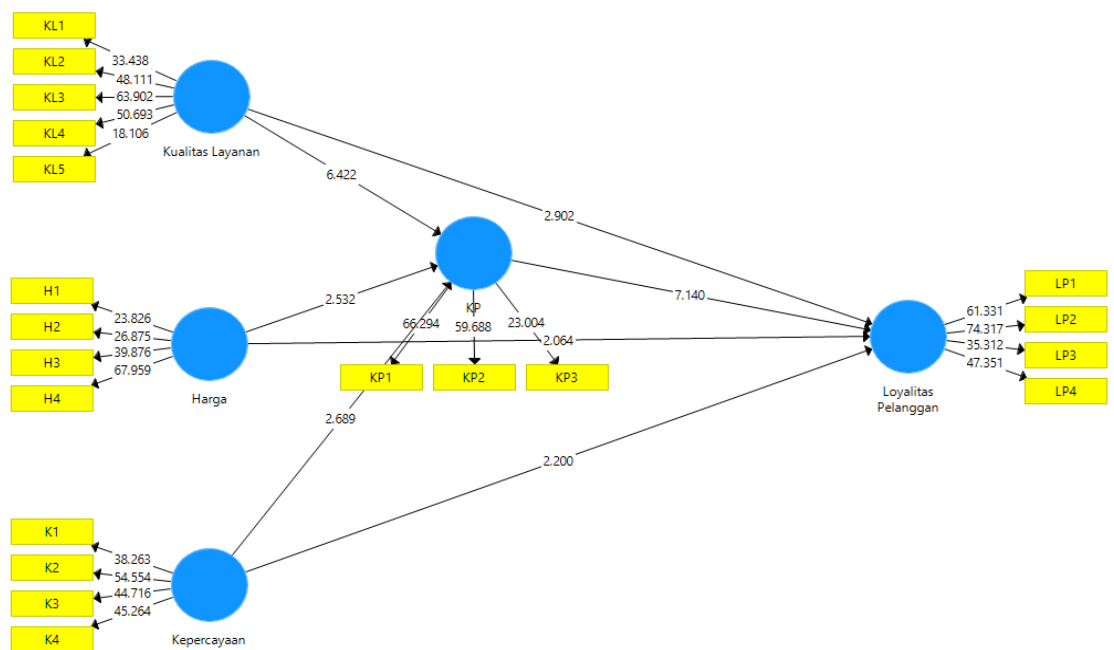 KL1
KL2
KL3
KL4
KL5
33.438
48.111
63.902
50.693
18.106
Kualitas Layanan
6.422
2.902
H1
H2
H3
H4
23.826
26.875
39.876
67.959
Harga
2.532
KP
66.294
59.688
23.004
KP1
KP2
KP3
7.140
2.064
2.689
2.200
LP1
LP2
LP3
LP4
61.331
74.317
35.312
47.351
Loyalitas
Pelanggan
K1
K2
K3
K4
38.263
54.554
44.716
45.264
Kepercayaan